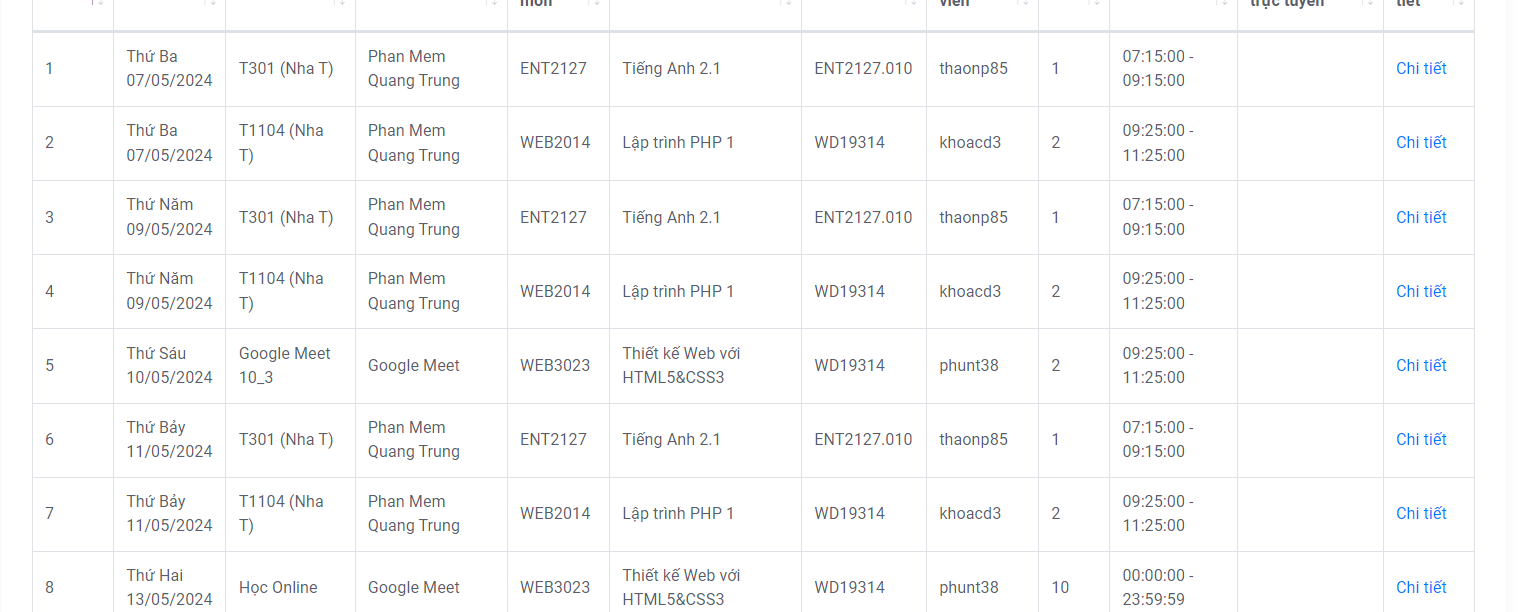 môn viên trực tuyến tiết
1 Thứ Ba 07/05/2024 T301 (Nha T) Phan Mem Quang Trung ENT2127 Tiếng Anh 2.1 ENT2127.010 thaonp85 1 07:15:00 - 09:15:00 Chi tiết
2 Thứ Ba 07/05/2024 T1104 (Nha T) Phan Mem Quang Trung WEB2014 Lập trình PHP 1 WD19314 khoacd3 2 09:25:00 - 11:25:00 Chi tiết
3 Thứ Năm 09/05/2024 T301 (Nha T) Phan Mem Quang Trung ENT2127 Tiếng Anh 2.1 ENT2127.010 thaonp85 1 07:15:00 - 09:15:00 Chi tiết
4 Thứ Năm 09/05/2024 T1104 (Nha T) Phan Mem Quang Trung WEB2014 Lập trình PHP 1 WD19314 khoacd3 2 09:25:00 - 11:25:00 Chi tiết
5 Thứ Sáu 10/05/2024 Google Meet 10_3 Google Meet WEB3023 Thiết kế Web với HTML5&CSS3 WD19314 phunt38 2 09:25:00 - 11:25:00 Chi tiết
6 Thứ Bảy 11/05/2024 T301 (Nha T) Phan Mem Quang Trung ENT2127 Tiếng Anh 2.1 ENT2127.010 thaonp85 1 07:15:00 - 09:15:00 Chi tiết
7 Thứ Bảy 11/05/2024 T1104 (Nha T) Phan Mem Quang Trung WEB2014 Lập trình PHP 1 WD19314 khoacd3 2 09:25:00 - 11:25:00 Chi tiết
8 Thứ Hai 13/05/2024 Học Online Google Meet WEB3023 Thiết kế Web với HTML5&CSS3 WD19314 phunt38 10 00:00:00 - 23:59:59 Chi tiết